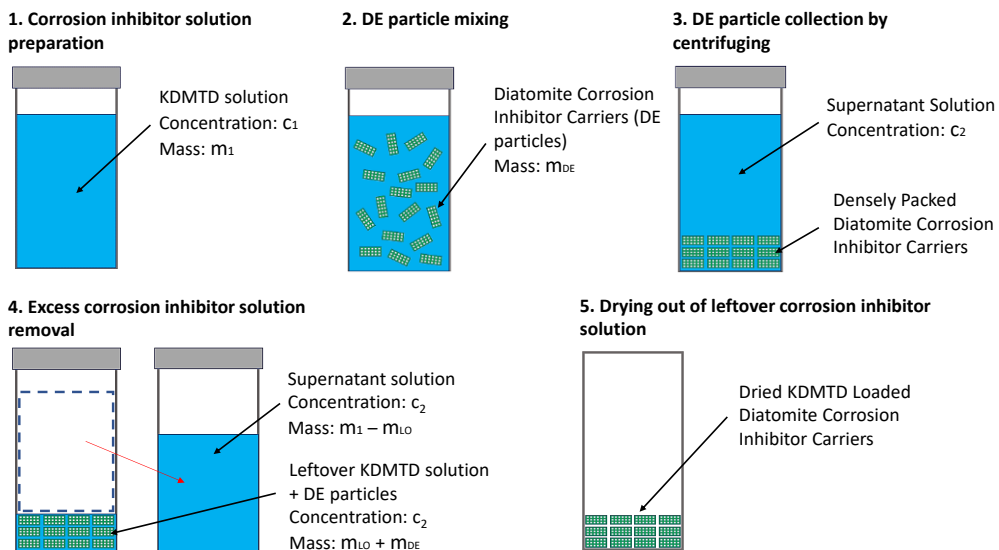 1. Corrosion inhibitor solution
preparation
KDMTD solution
Concentration: c1
Mass: m1
2. DE particle mixing
Diatomite Corrosion
Inhibitor Carriers (DE
particles)
Mass: mDE
3. DE particle collection by
centrifuging
Supernatant Solution
Concentration: c2
Densely Packed
Diatomite Corrosion
Inhibitor Carriers
4. Excess corrosion inhibitor solution
removal
Supernatant solution
Concentration: c2
Mass: m1 – mLO
Leftover KDMTD solution
+ DE particles
Concentration: c2
Mass: mLO + mDE
5. Drying out of leftover corrosion inhibitor
solution
Dried KDMTD Loaded
Diatomite Corrosion
Inhibitor Carriers